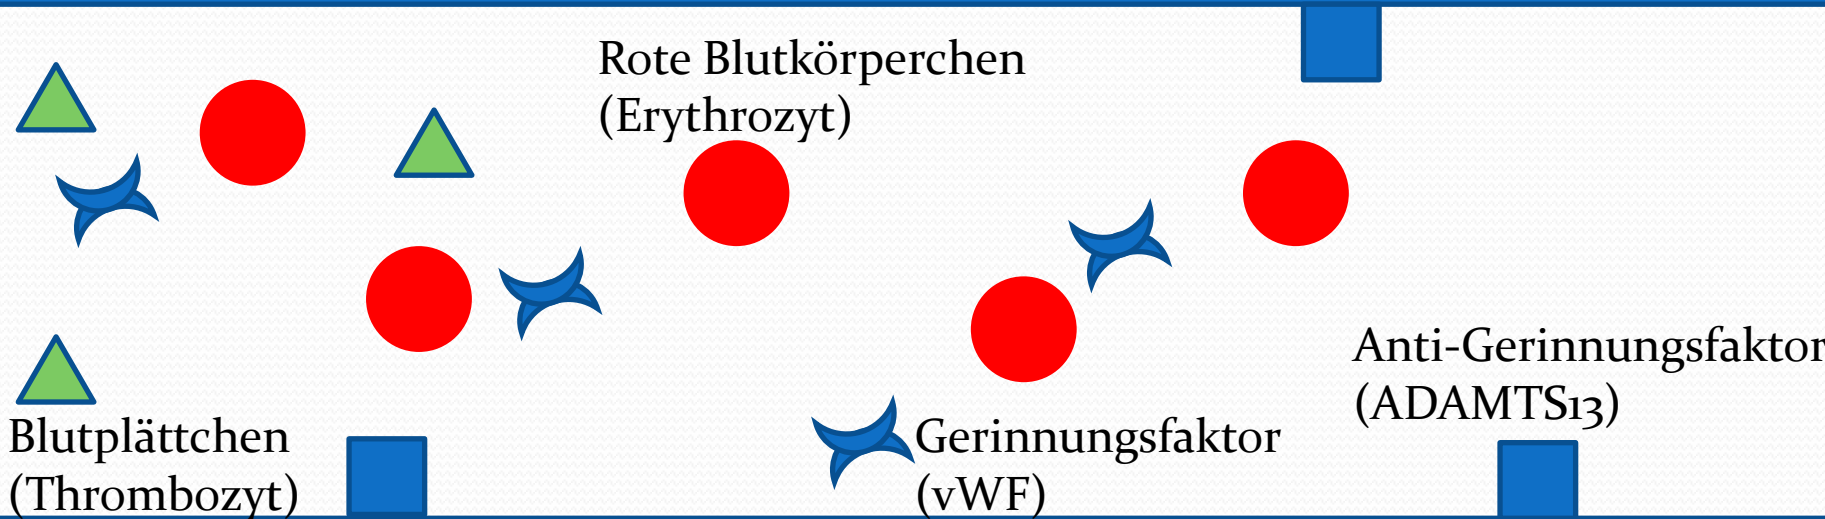 Rote Blutkörperchen
(Erythrozyt)
Anti-Gerinnungsfaktor
(ADAMTS13)
Blutplättchen
(Thrombozyt)
Gerinnungsfaktor
(vWF)